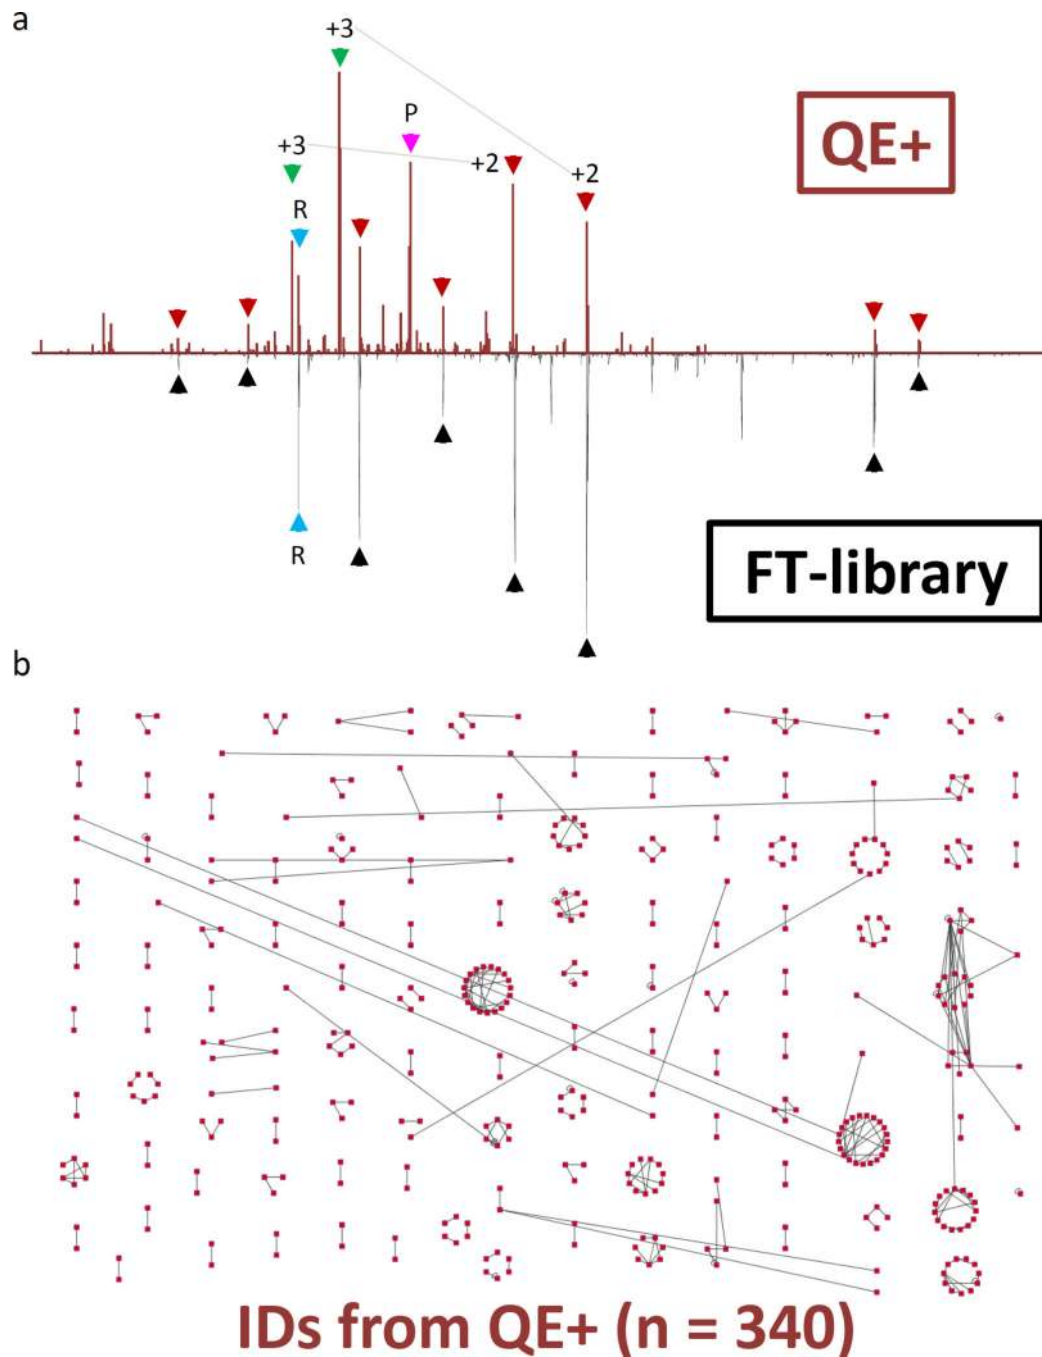 a
+3
P
QE+
+3
+2
+2
R
R
FT-library
b
IDs from QE+ (n = 340)